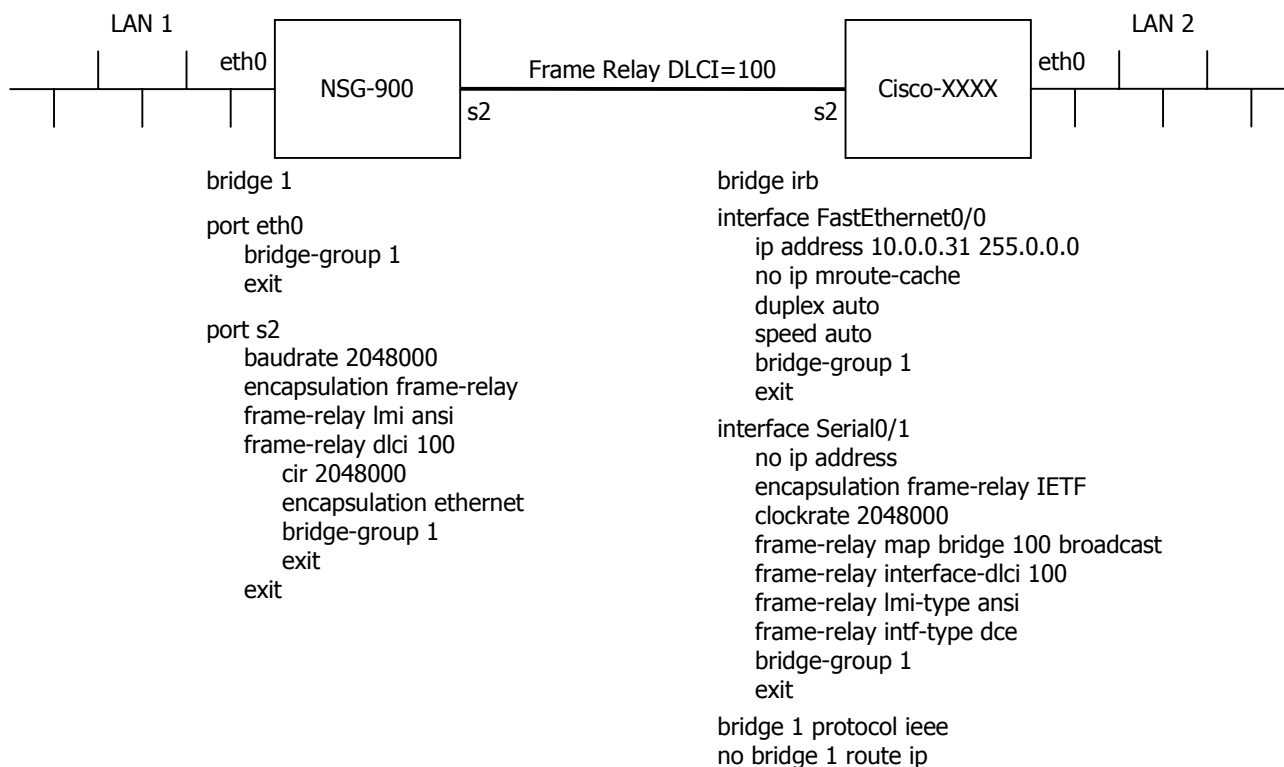 LAN 1
LAN 2
eth0
NSG-900
Frame Relay DLCI=100
Cisco-XXXX
eth0
s2
s2
bridge 1
port eth0
bridge-group 1
exit
port s2
baudrate 2048000
encapsulation frame-relay
frame-relay lmi ansi
frame-relay dlci 100
cir 2048000
encapsulation ethernet
bridge-group 1
exit
exit
bridge irb
interface FastEthernet0/0
ip address 10.0.0.31 255.0.0.0
no ip mroute-cache
duplex auto
speed auto
bridge-group 1
exit
interface Serial0/1
no ip address
encapsulation frame-relay IETF
clockrate 2048000
frame-relay map bridge 100 broadcast
frame-relay interface-dlci 100
frame-relay lmi-type ansi
frame-relay intf-type dce
bridge-group 1
exit
bridge 1 protocol ieee
no bridge 1 route ip